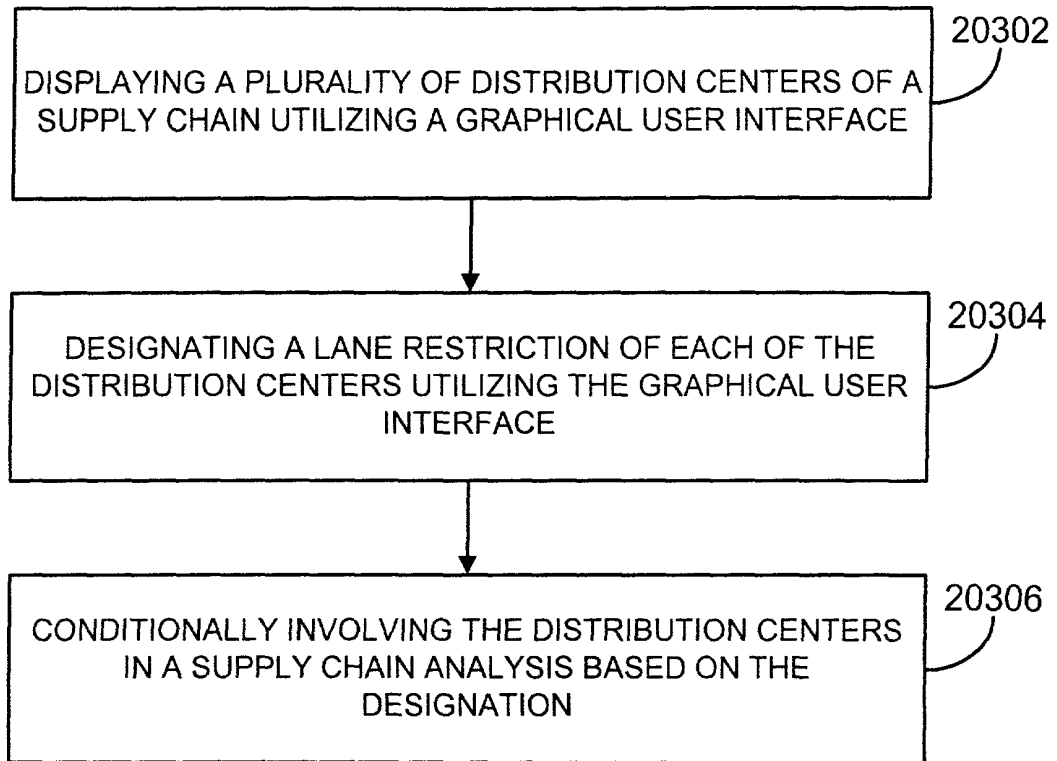 20302
DISPLAYING A PLURALITY OF DISTRIBUTION CENTERS OF A
SUPPLY CHAIN UTILIZING A GRAPHICAL USER INTERFACE
20304
DESIGNATING A LANE RESTRICTION OF EACH OF THE
DISTRIBUTION CENTERS UTILIZING THE GRAPHICAL USER
INTERFACE
20306
CONDITIONALLY INVOLVING THE DISTRIBUTION CENTERS
IN A SUPPLY CHAIN ANALYSIS BASED ON THE
DESIGNATION